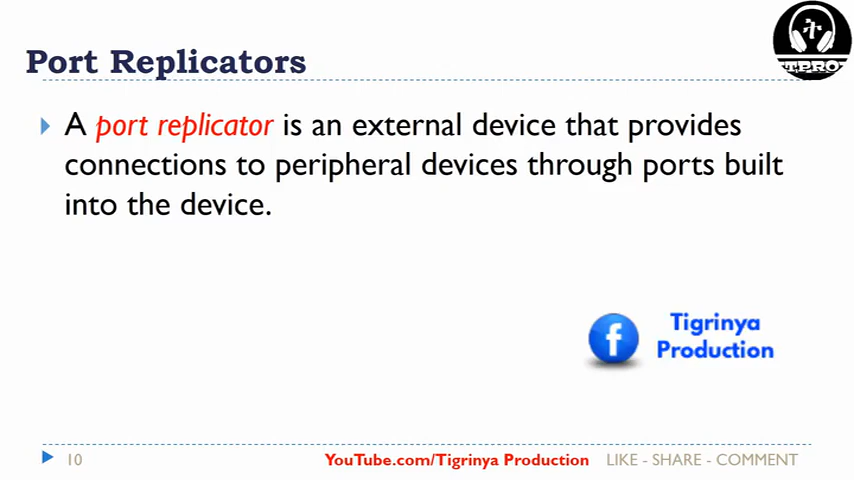 Port Replicators
TPRO
A port replicator is an external device that provides
connections to peripheral devices through ports built
into the device.
f
Tigrinya
Production
10
YouTube.com/Tigrinya Production
LIKE - SHARE - COMMENT